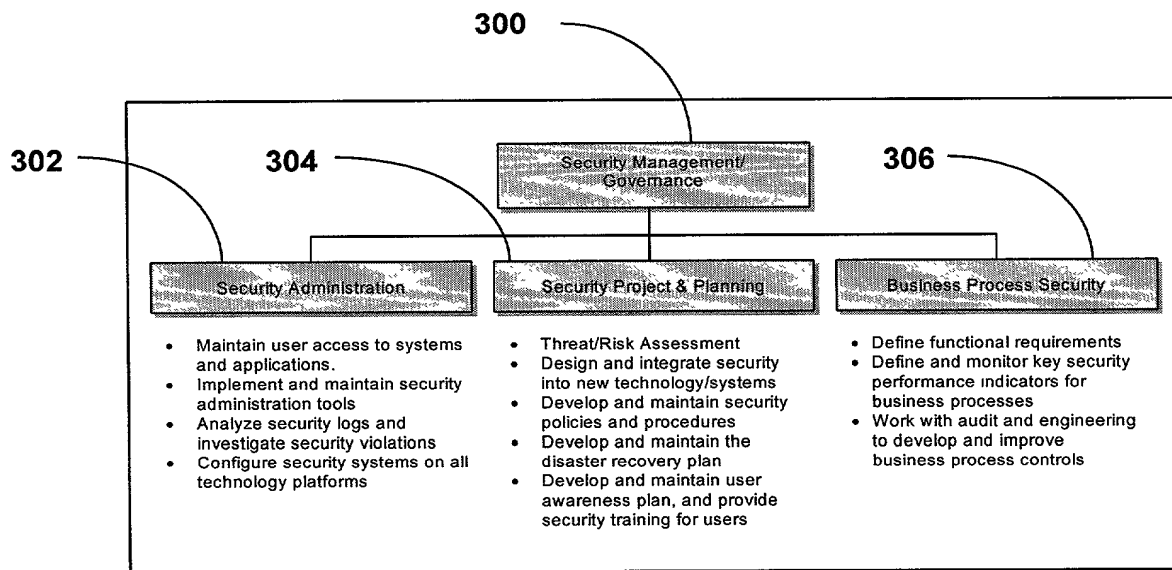 300
302
304
306
Security Management/
Governance
Security Administration
Security Project & Planning
Business Process Security
• Maintain user access to systems
and applications.
• Implement and maintain security
administration tools
• Analyze security logs and
investigate security violations
• Configure security systems on all
technology platforms
• Threat/Risk Assessment
• Design and integrate security
into new technology/systems
• Develop and maintain security
policies and procedures
• Develop and maintain the
disaster recovery plan
• Develop and maintain user
awareness plan, and provide
security training for users
• Define functional requirements
• Define and monitor key security
performance indicators for
business processes
• Work with audit and engineering
to develop and improve
business process controls